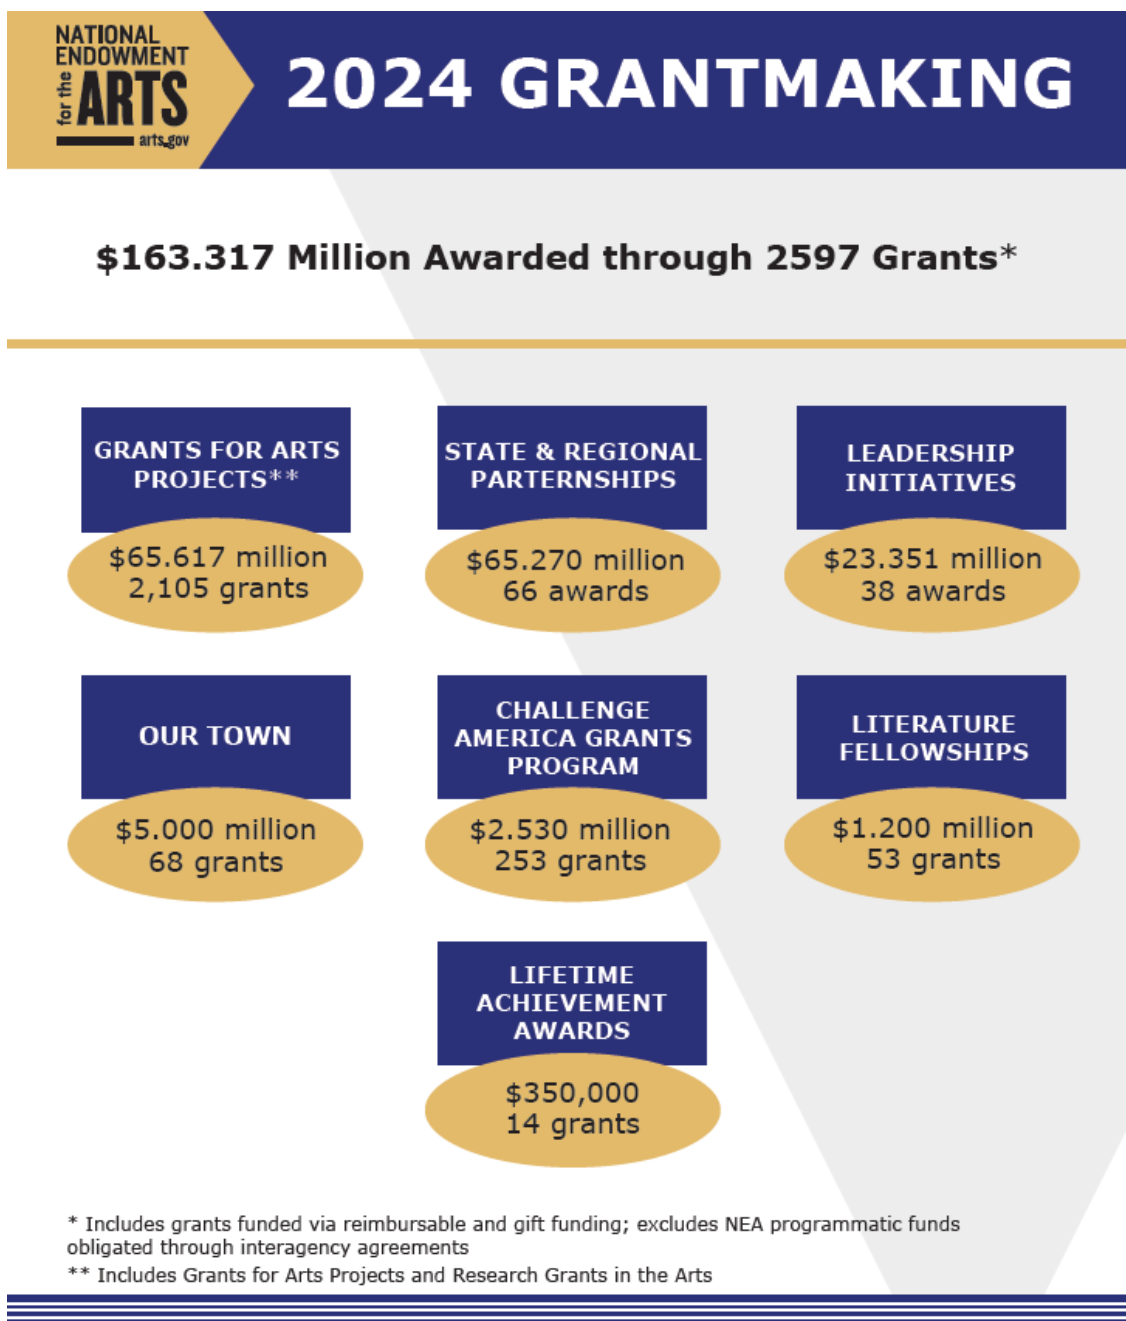 NATIONAL
ENDOWMENT
for the
ARTS
arts.gov
2024 GRANTMAKING
$163.317 Million Awarded through 2597 Grants*
GRANTS FOR ARTS
PROJECTS**
$65.617 million
2,105 grants
STATE & REGIONAL
PARTERNSHIPS
$65.270 million
66 awards
LEADERSHIP
INITIATIVES
$23.351 million
38 awards
OUR TOWN
$5.000 million
68 grants
CHALLENGE
AMERICA GRANTS
PROGRAM
$2.530 million
253 grants
LITERATURE
FELLOWSHIPS
$1.200 million
53 grants
LIFETIME
ACHIEVEMENT
AWARDS
$350,000
14 grants
* Includes grants funded via reimbursable and gift funding; excludes NEA programmatic funds
obligated through interagency agreements
** Includes Grants for Arts Projects and Research Grants in the Arts